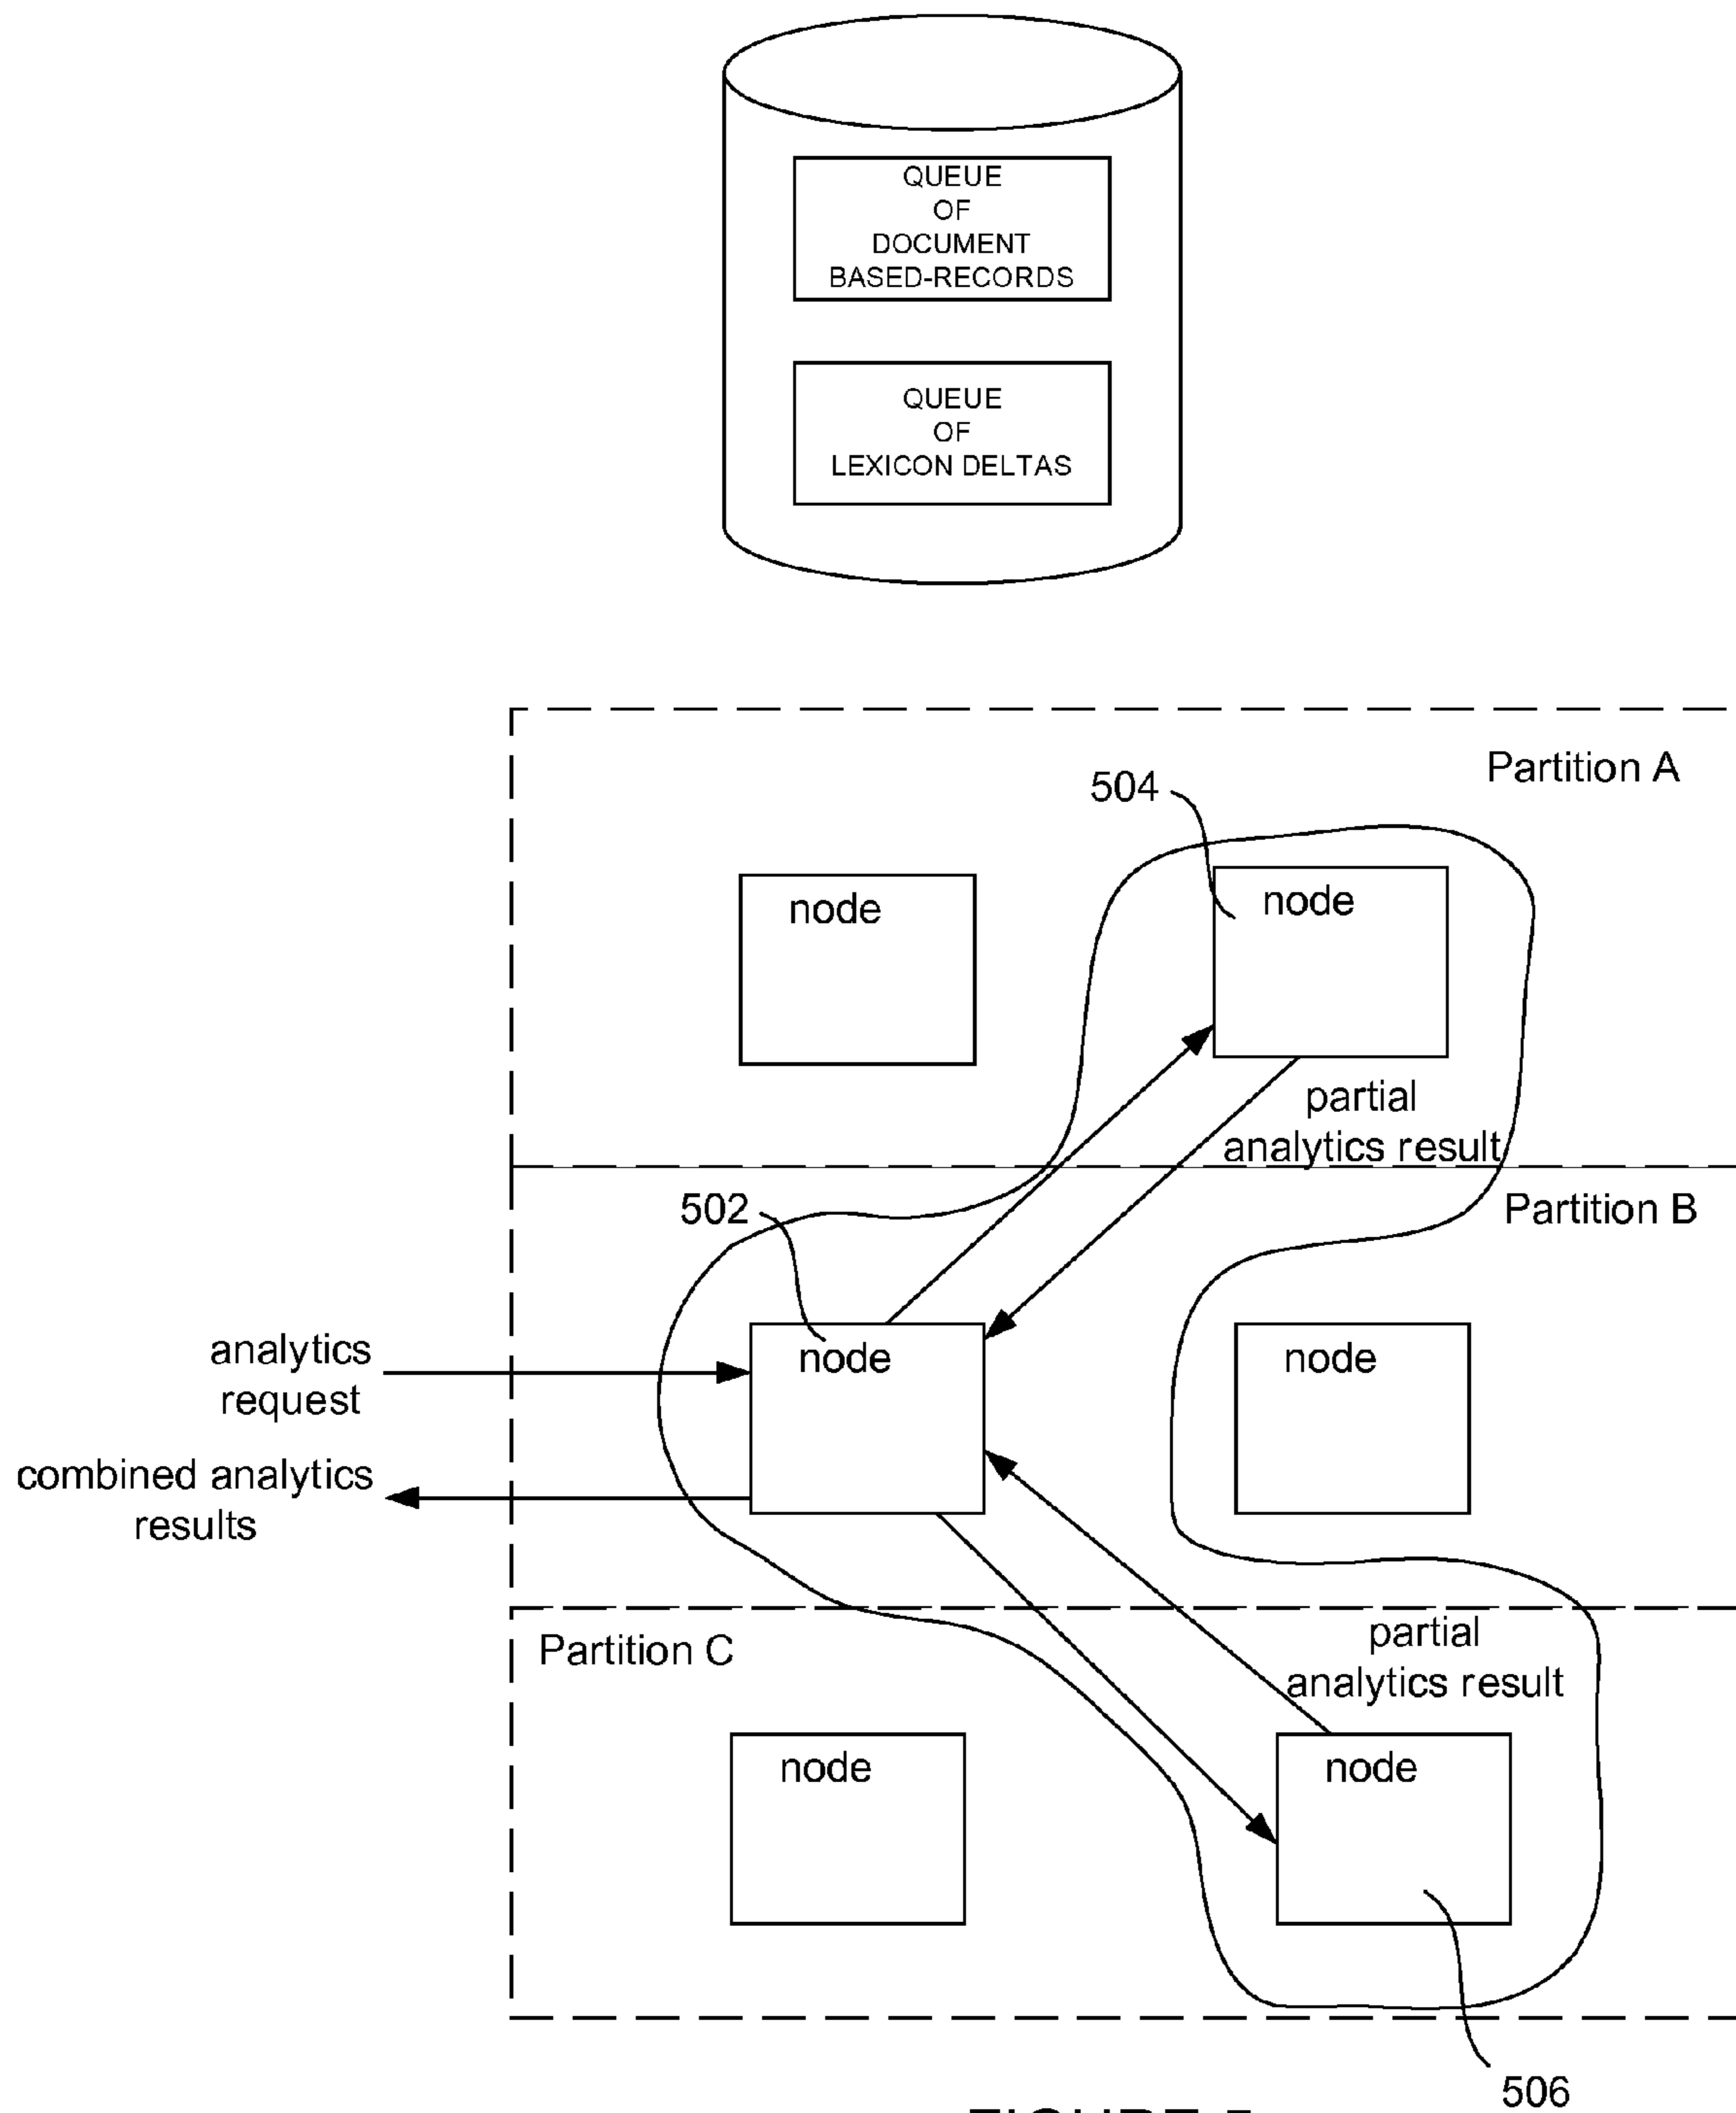 QUEUE
OF
DOCUMENT
BASED-RECORDS
QUEUE
OF
LEXICON DELTAS
Partition A
504
node
node
partial
analytics result
502
Partition B
analytics
request
node
node
combined analytics
results
Partition C
partial
analytics result
node
node
506